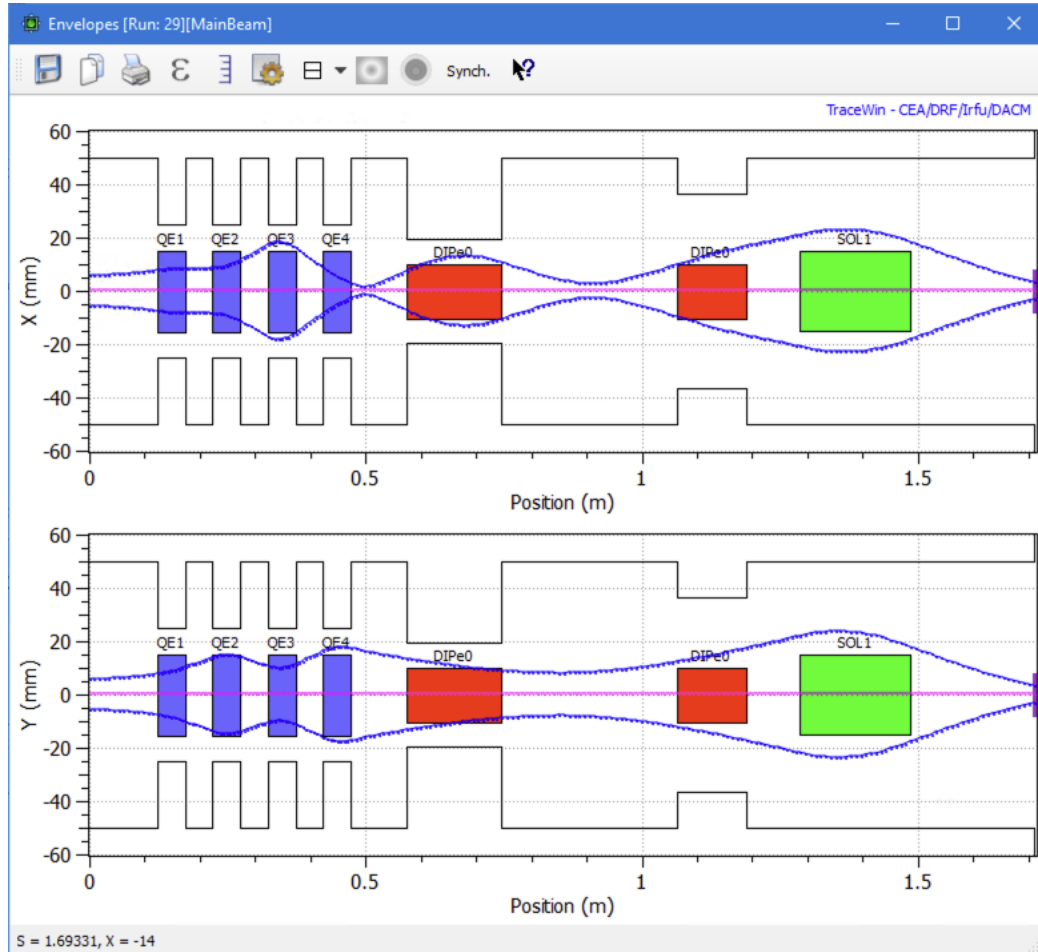 Envelopes [Run: 29][MainBeam]
ε Synch. ?
TraceWin - CEA/DRF/Irfu/DACM
60
40
20
0
-20
-40
-60
X (mm)
QE1 QE2 QE3 QE4 DIPe0 DIPe0 SOL1
0 0.5 1 1.5
Position (m)
60
40
20
0
-20
-40
-60
Y (mm)
QE1 QE2 QE3 QE4 DIPe0 DIPe0 SOL1
0 0.5 1 1.5
Position (m)
S = 1.69331, X = -14